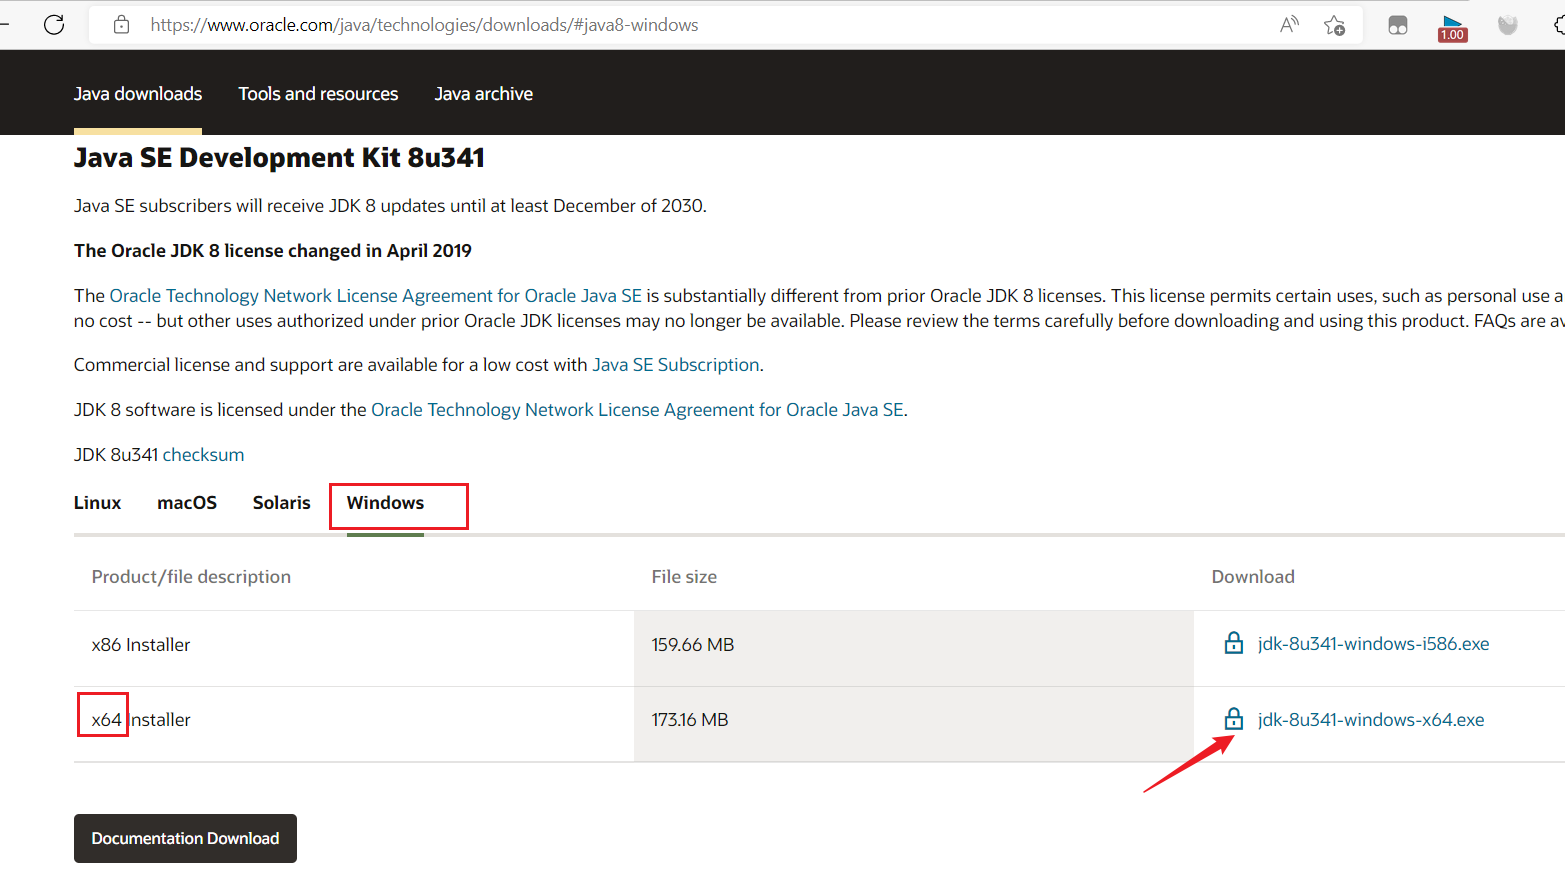 https://www.oracle.com/java/technologies/downloads/#java8-windows
1.00
Java downloads Tools and resources Java archive
Java SE Development Kit 8u341
Java SE subscribers will receive JDK 8 updates until at least December of 2030.
The Oracle JDK 8 license changed in April 2019
The Oracle Technology Network License Agreement for Oracle Java SE is substantially different from prior Oracle JDK 8 licenses. This license permits certain uses, such as personal use a
no cost -- but other uses authorized under prior Oracle JDK licenses may no longer be available. Please review the terms carefully before downloading and using this product. FAQs are av
Commercial license and support are available for a low cost with Java SE Subscription.
JDK 8 software is licensed under the Oracle Technology Network License Agreement for Oracle Java SE.
JDK 8u341 checksum
Linux macOS Solaris Windows
Product/file description File size Download
x86 Installer 159.66 MB jdk-8u341-windows-i586.exe
x64 Installer 173.16 MB jdk-8u341-windows-x64.exe
Documentation Download